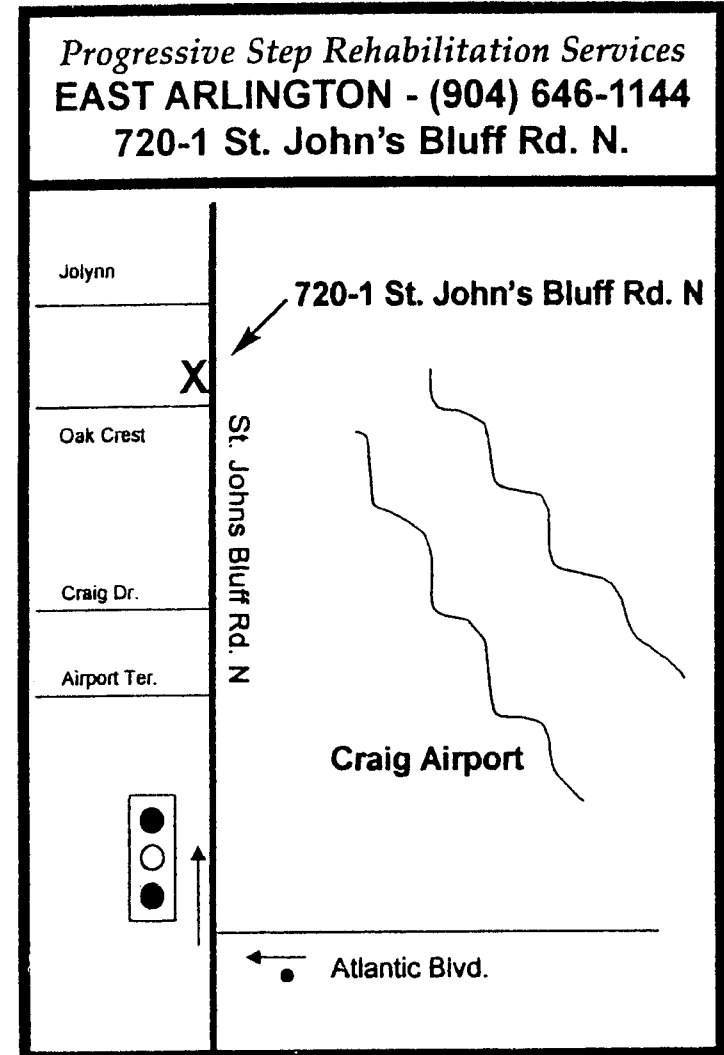 Progressive Step Rehabilitation Services
EAST ARLINGTON - (904) 646-1144
720-1 St. John's Bluff Rd. N.
Jolynn
720-1 St. John's Bluff Rd. N
X
Oak Crest
St. Johns Bluff Rd. N
Craig Dr.
Airport Ter.
Craig Airport
Atlantic Blvd.